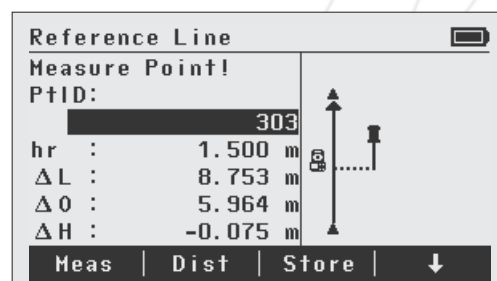 Reference Line
Measure Point!
PtID:
303
hr : 1.500 m
ΔL : 8.753 m
ΔO : 5.964 m
ΔH : -0.075 m
Meas | Dist | Store | ↓